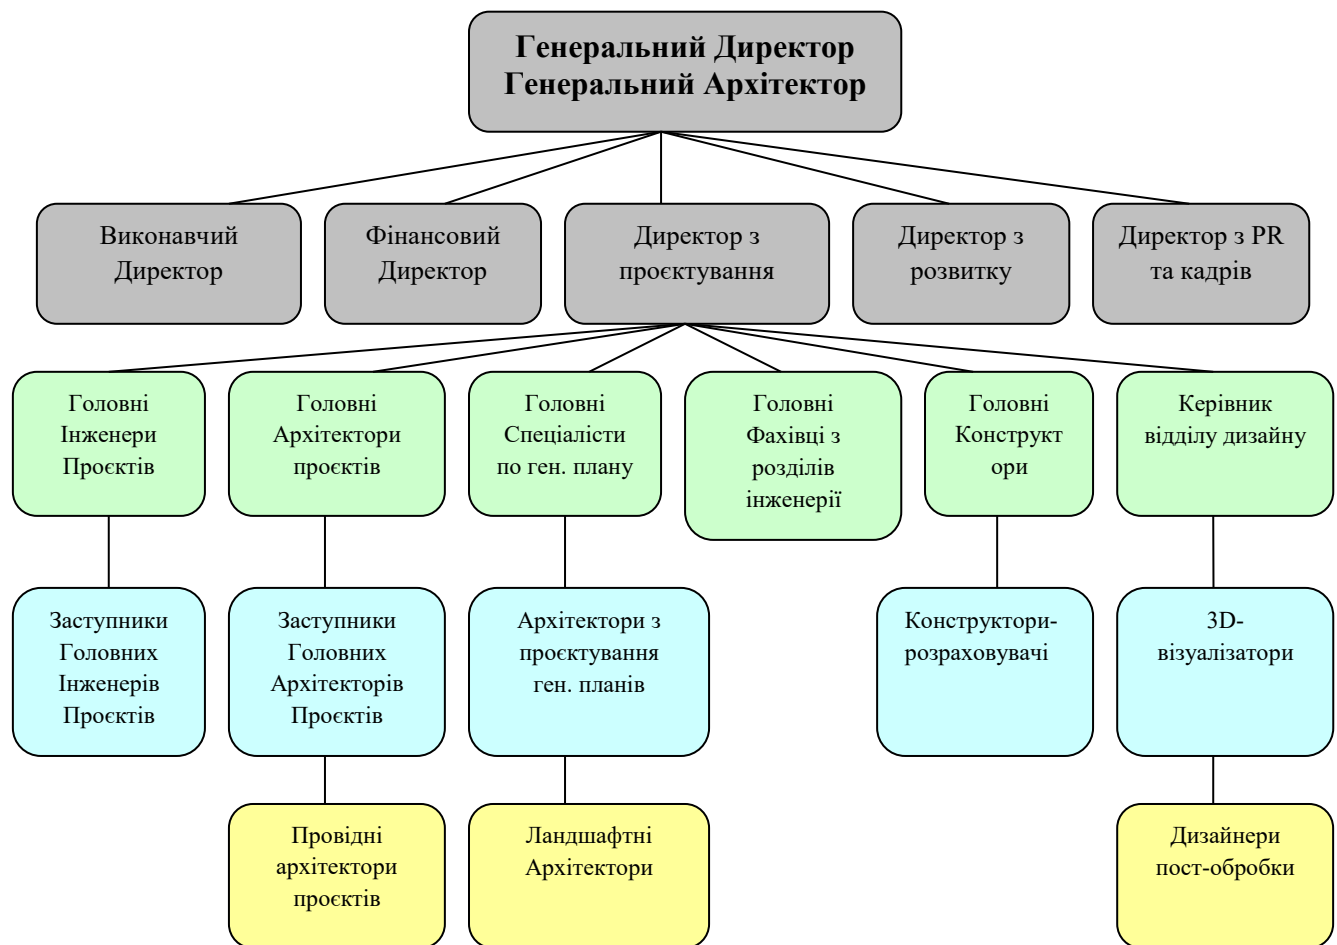 Генеральний Директор
Генеральний Архітектор
Виконавчий
Директор
Фінансовий
Директор
Директор з
проєктування
Директор з
розвитку
Директор з PR
та кадрів
Головні
Інженери
Проєктів
Головні
Архітектори
проєктів
Головні
Спеціалісти
по ген. плану
Головні
Фахівці з
розділів
інженерії
Головні
Конструкт
ори
Керівник
відділу дизайну
Заступники
Головних
Інженерів
Проєктів
Заступники
Головних
Архітекторів
Проєктів
Архітектори з
проєктування
ген. планів
Конструктори-
розраховувачі
3D-
візуалізатори
Провідні
архітектори
проєктів
Ландшафтні
Архітектори
Дизайнери
пост-обробки